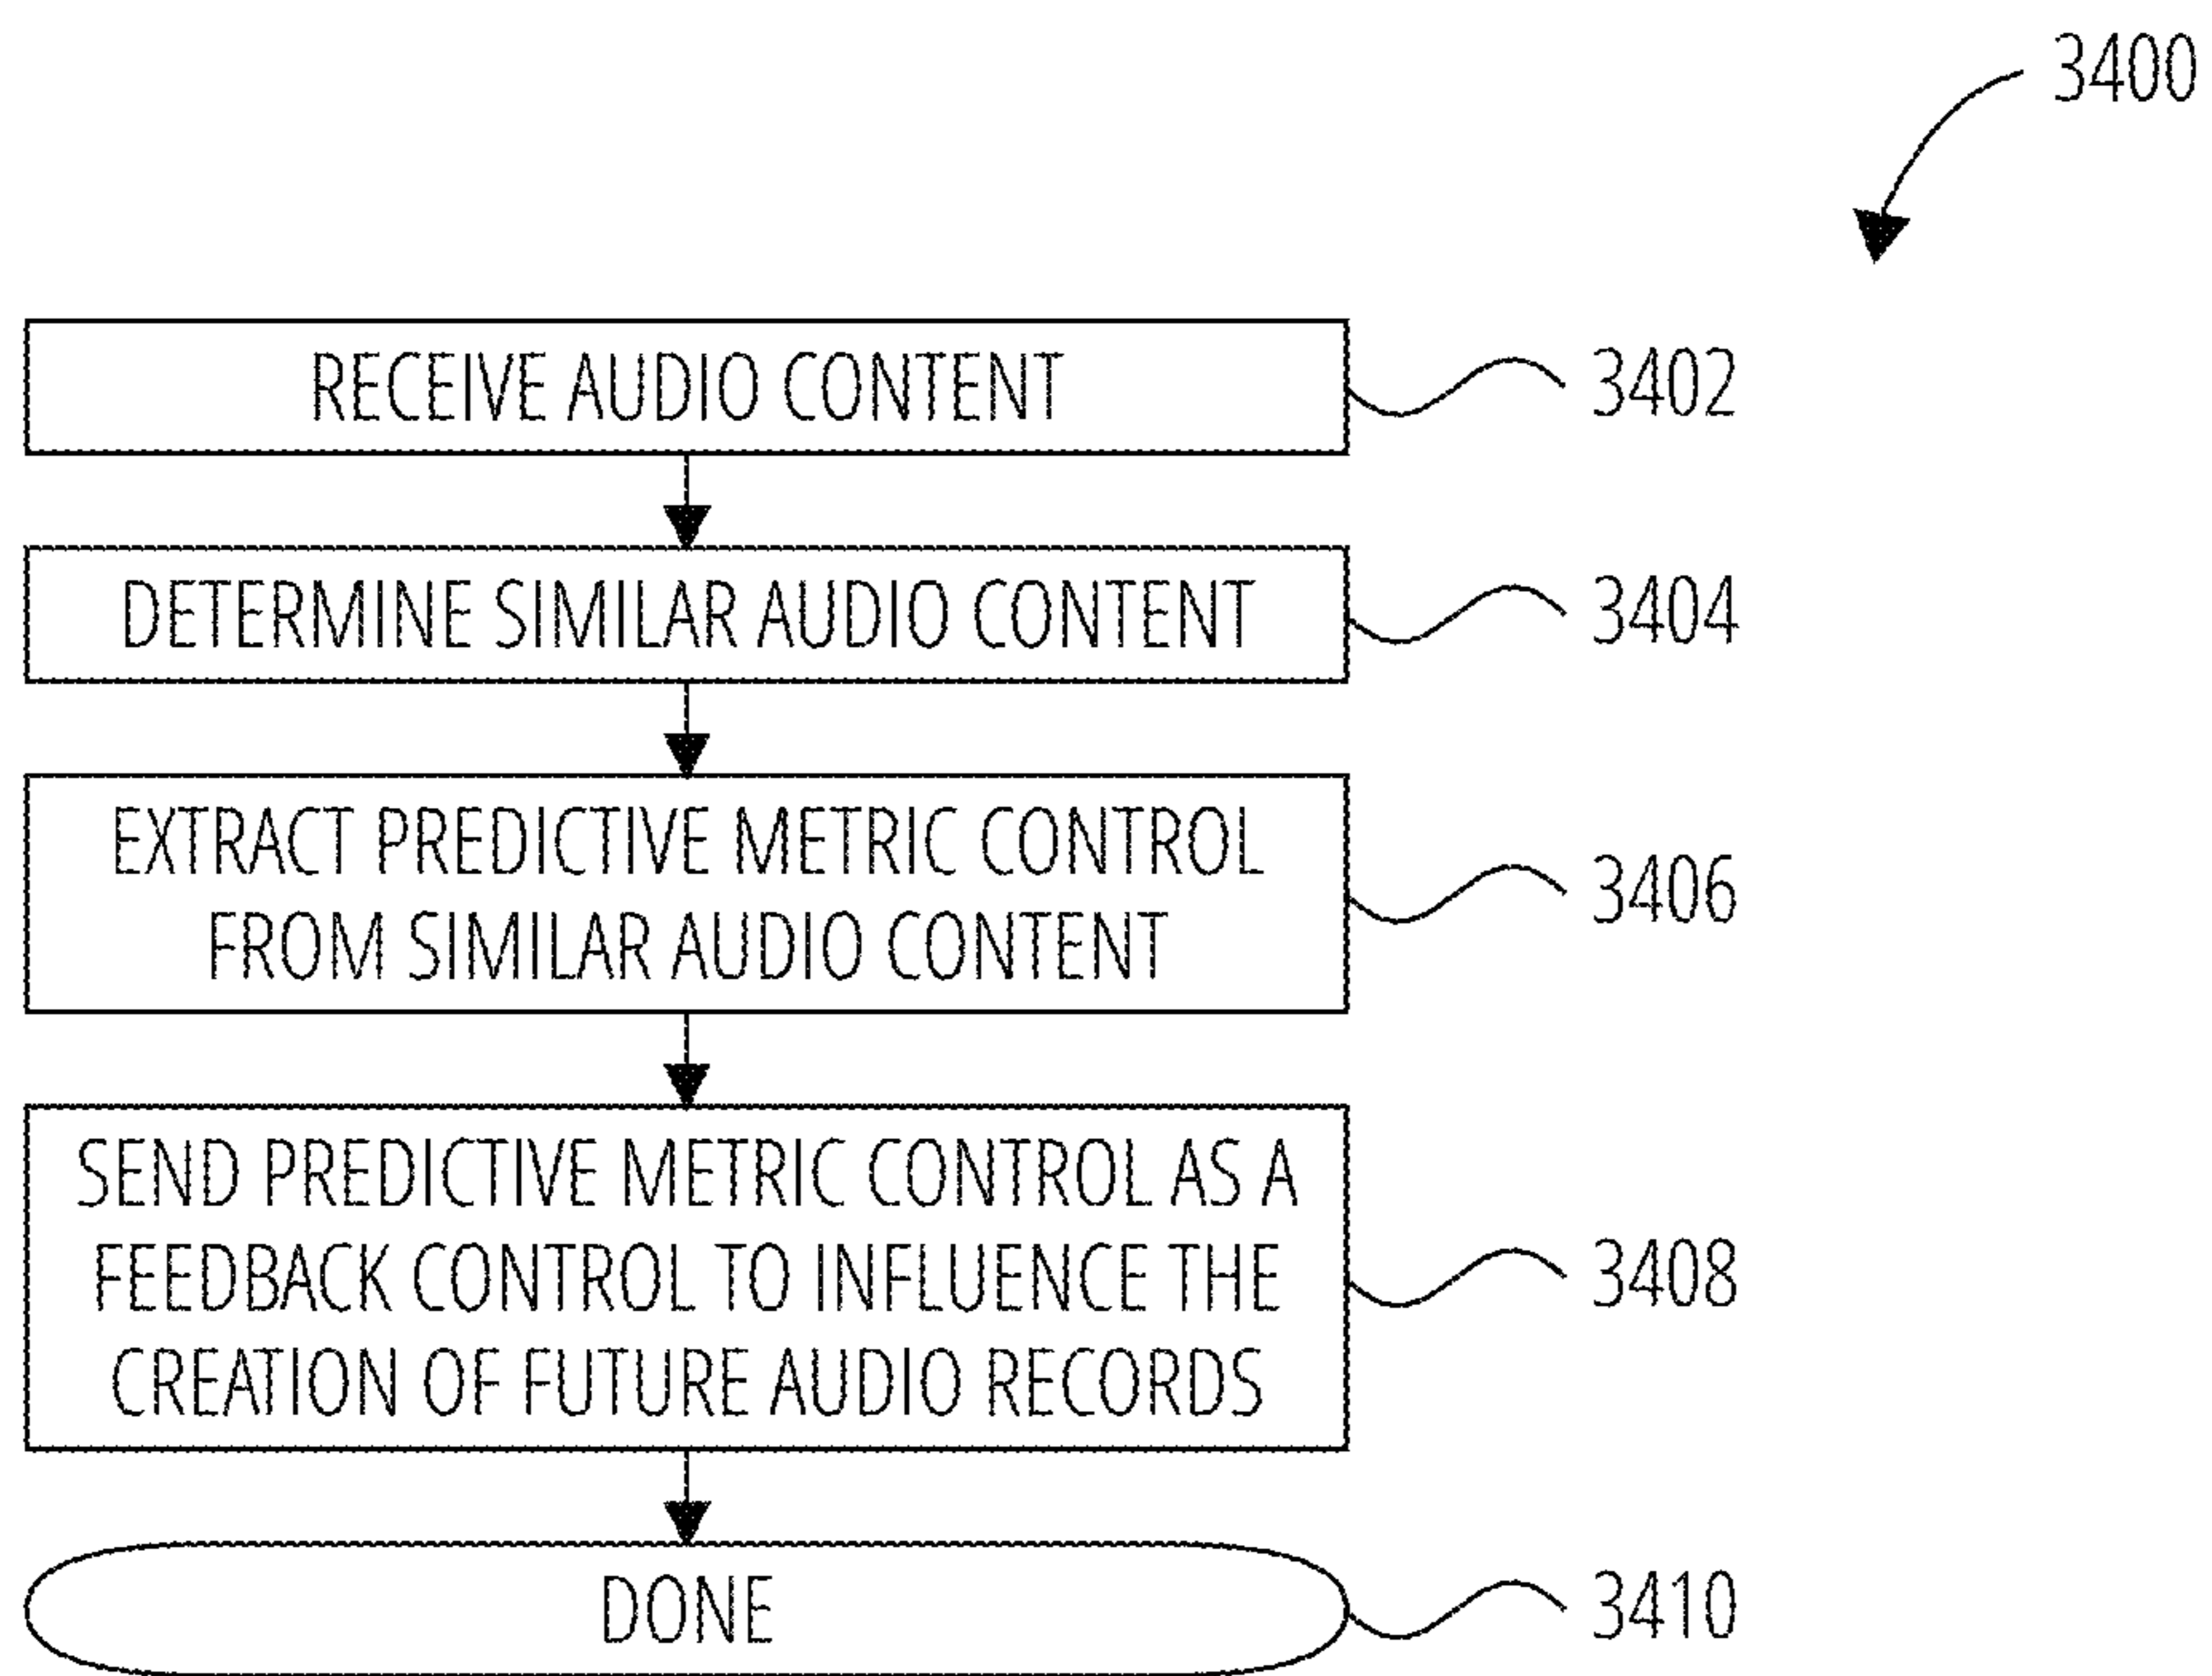 3400
RECEIVE AUDIO CONTENT
3402
DETERMINE SIMILAR AUDIO CONTENT
3404
EXTRACT PREDICTIVE METRIC CONTROL
FROM SIMILAR AUDIO CONTENT
3406
SEND PREDICTIVE METRIC CONTROL AS A
FEEDBACK CONTROL TO INFLUENCE THE
CREATION OF FUTURE AUDIO RECORDS
3408
DONE
3410